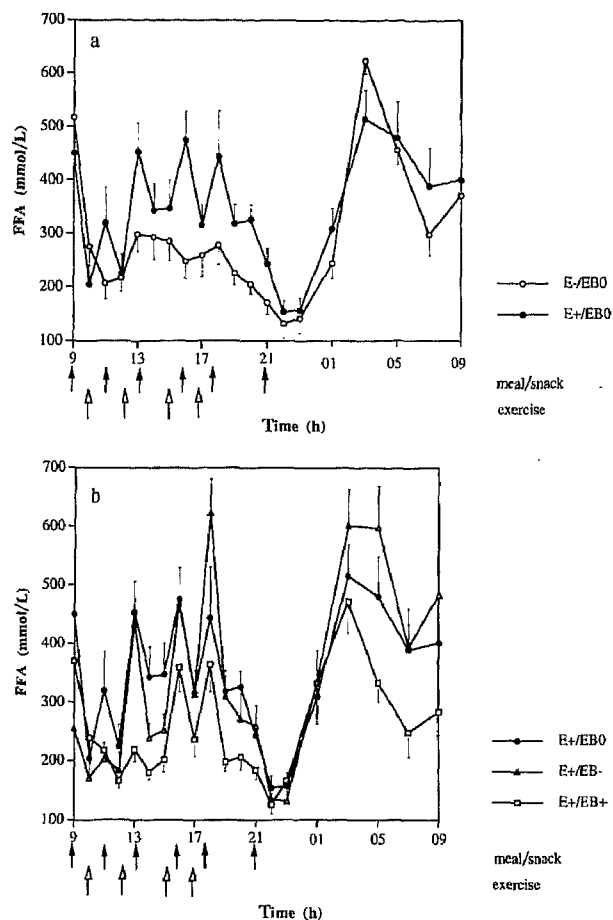 a
700
600
500
400
300
200
100
FFA (mmol/L)
9 13 17 21 01 05 09
Time (h)
E-/EB0
E+/EB0
meal/snack
exercise
b
700
600
500
400
300
200
100
FFA (mmol/L)
9 13 17 21 01 05 09
Time (h)
E+/EB0
E+/EB-
E+/EB+
meal/snack
exercise